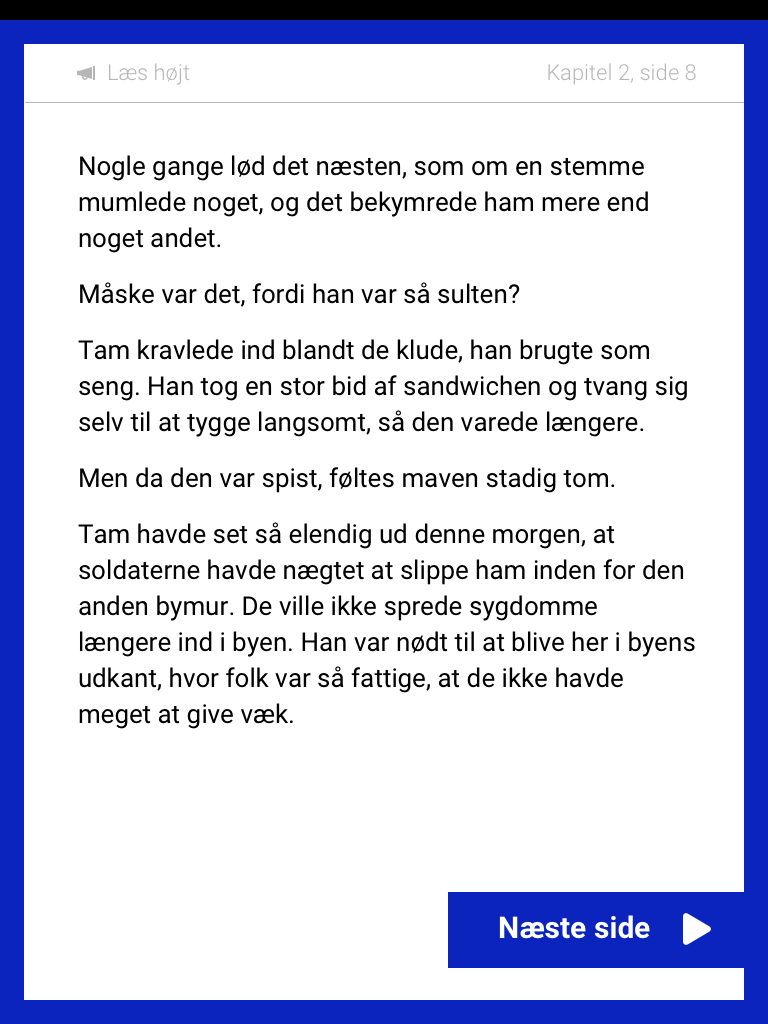 Læs højt
Kapitel 2, side 8
Nogle gange lød det næsten, som om en stemme
mumlede noget, og det bekymrede ham mere end
noget andet.
Måske var det, fordi han var så sulten?
Tam kravlede ind blandt de klude, han brugte som
seng. Han tog en stor bid af sandwichen og tvang sig
selv til at tygge langsomt, så den varede længere.
Men da den var spist, føltes maven stadig tom.
Tam havde set så elendig ud denne morgen, at
soldaterne havde nægtet at slippe ham inden for den
anden bymur. De ville ikke sprede sygdomme
længere ind i byen. Han var nødt til at blive her i byens
udkant, hvor folk var så fattige, at de ikke havde
meget at give væk.
Næste side